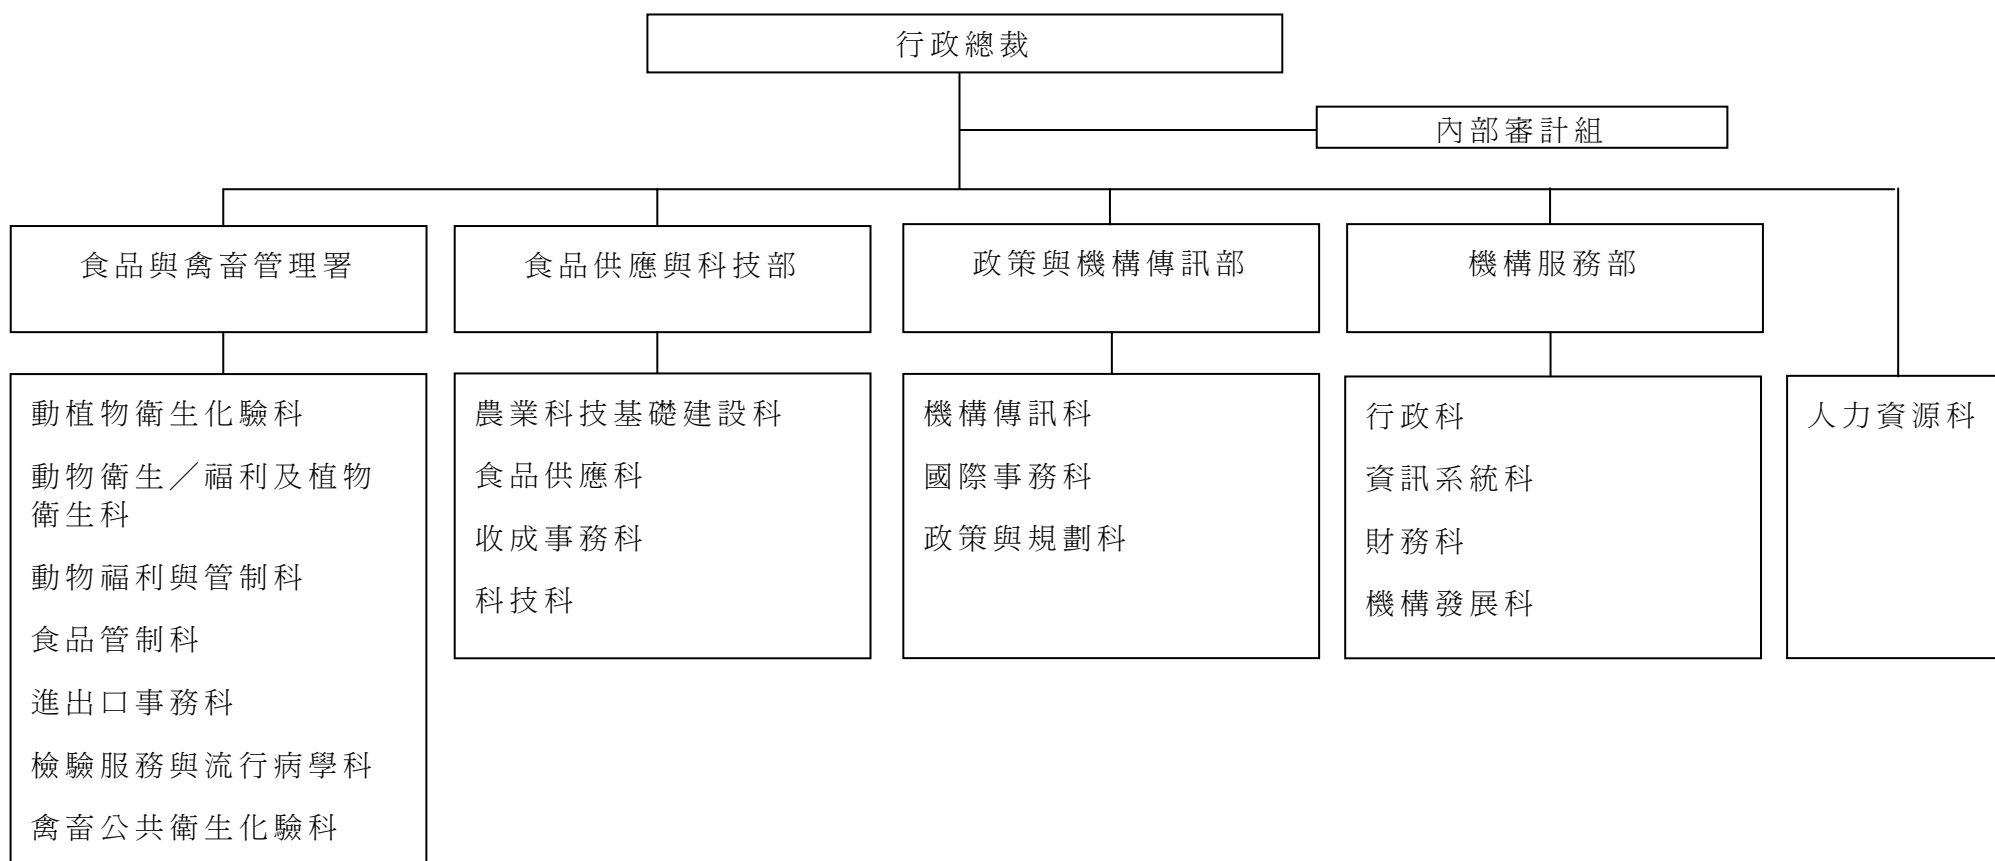 行政總裁
內部審計組
食品與禽畜管理署
食品供應與科技部
政策與機構傳訊部
機構服務部
動植物衛生化驗科
動物衛生／福利及植物
衛生科
動物福利與管制科
食品管制科
進出口事務科
檢驗服務與流行病學科
禽畜公共衛生化驗科
農業科技基礎建設科
食品供應科
收成事務科
科技科
機構傳訊科
國際事務科
政策與規劃科
行政科
資訊系統科
財務科
機構發展科
人力資源科